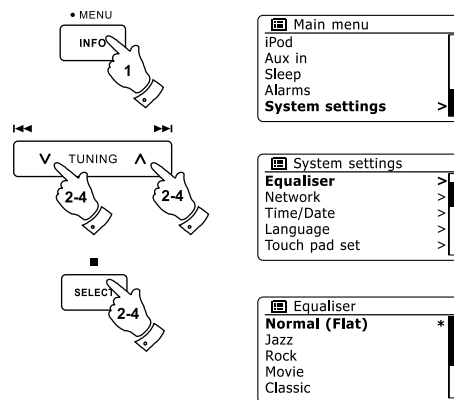 • MENU
INFO
1
V TUNING Λ
2-4
2-4
SELECT
2-4
Main menu
iPod
Aux in
Sleep
Alarms
System settings >
System settings
Equaliser >
Network >
Time/Date >
Language >
Touch pad set >
Equaliser
Normal (Flat) *
Jazz
Rock
Movie
Classic